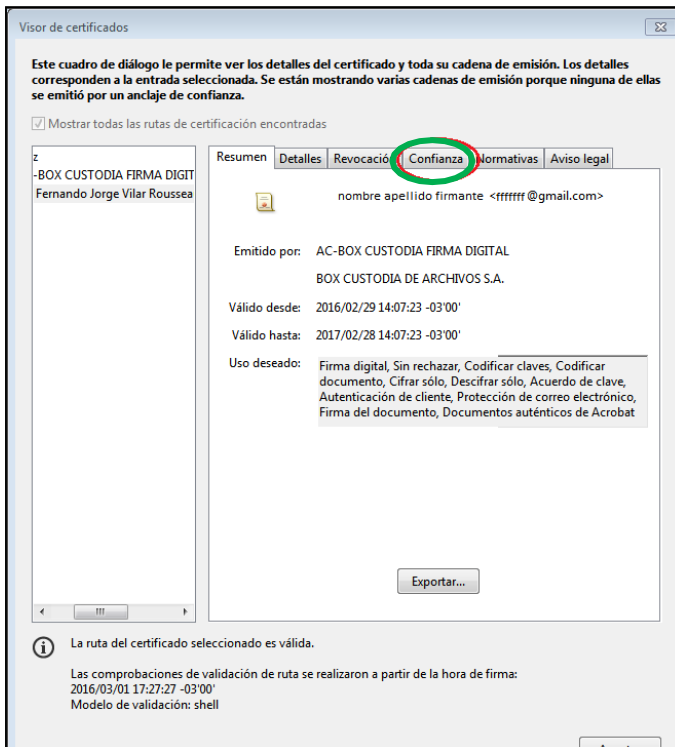 Visor de certificados
Este cuadro de diálogo le permite ver los detalles del certificado y toda su cadena de emisión. Los detalles
corresponden a la entrada seleccionada. Se están mostrando varias cadenas de emisión porque ninguna de ellas
se emitió por un anclaje de confianza.
Mostrar todas las rutas de certificación encontradas
z
-BOX CUSTODIA FIRMA DIGIT
Fernando Jorge Vilar Roussea
Resumen Detalles Revocación Confianza Normativas Aviso legal
nombre apellido firmante <fffffff@gmail.com>
Emitido por: AC-BOX CUSTODIA FIRMA DIGITAL
BOX CUSTODIA DE ARCHIVOS S.A.
Válido desde: 2016/02/29 14:07:23 -03'00'
Válido hasta: 2017/02/28 14:07:23 -03'00'
Uso deseado: Firma digital, Sin rechazar, Codificar claves, Codificar
documento, Cifrar sólo, Descifrar sólo, Acuerdo de clave,
Autenticación de cliente, Protección de correo electrónico,
Firma del documento, Documentos auténticos de Acrobat
Exportar...
La ruta del certificado seleccionado es válida.
Las comprobaciones de validación de ruta se realizaron a partir de la hora de firma:
2016/03/01 17:27:27 -03'00'
Modelo de validación: shell